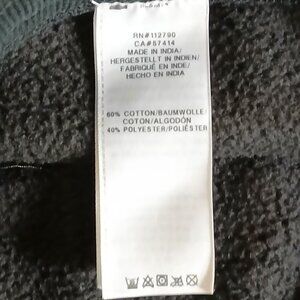 RN#112790
CA#57414
MADE IN INDIA/
HERGESTELLT IN INDIEN/
FABRIQUÉ EN INDE/
HECHO EN INDIA
60% COTTON/BAUMWOLLE/
COTON/ALGODÓN
40% POLYESTER/POLIÉSTER